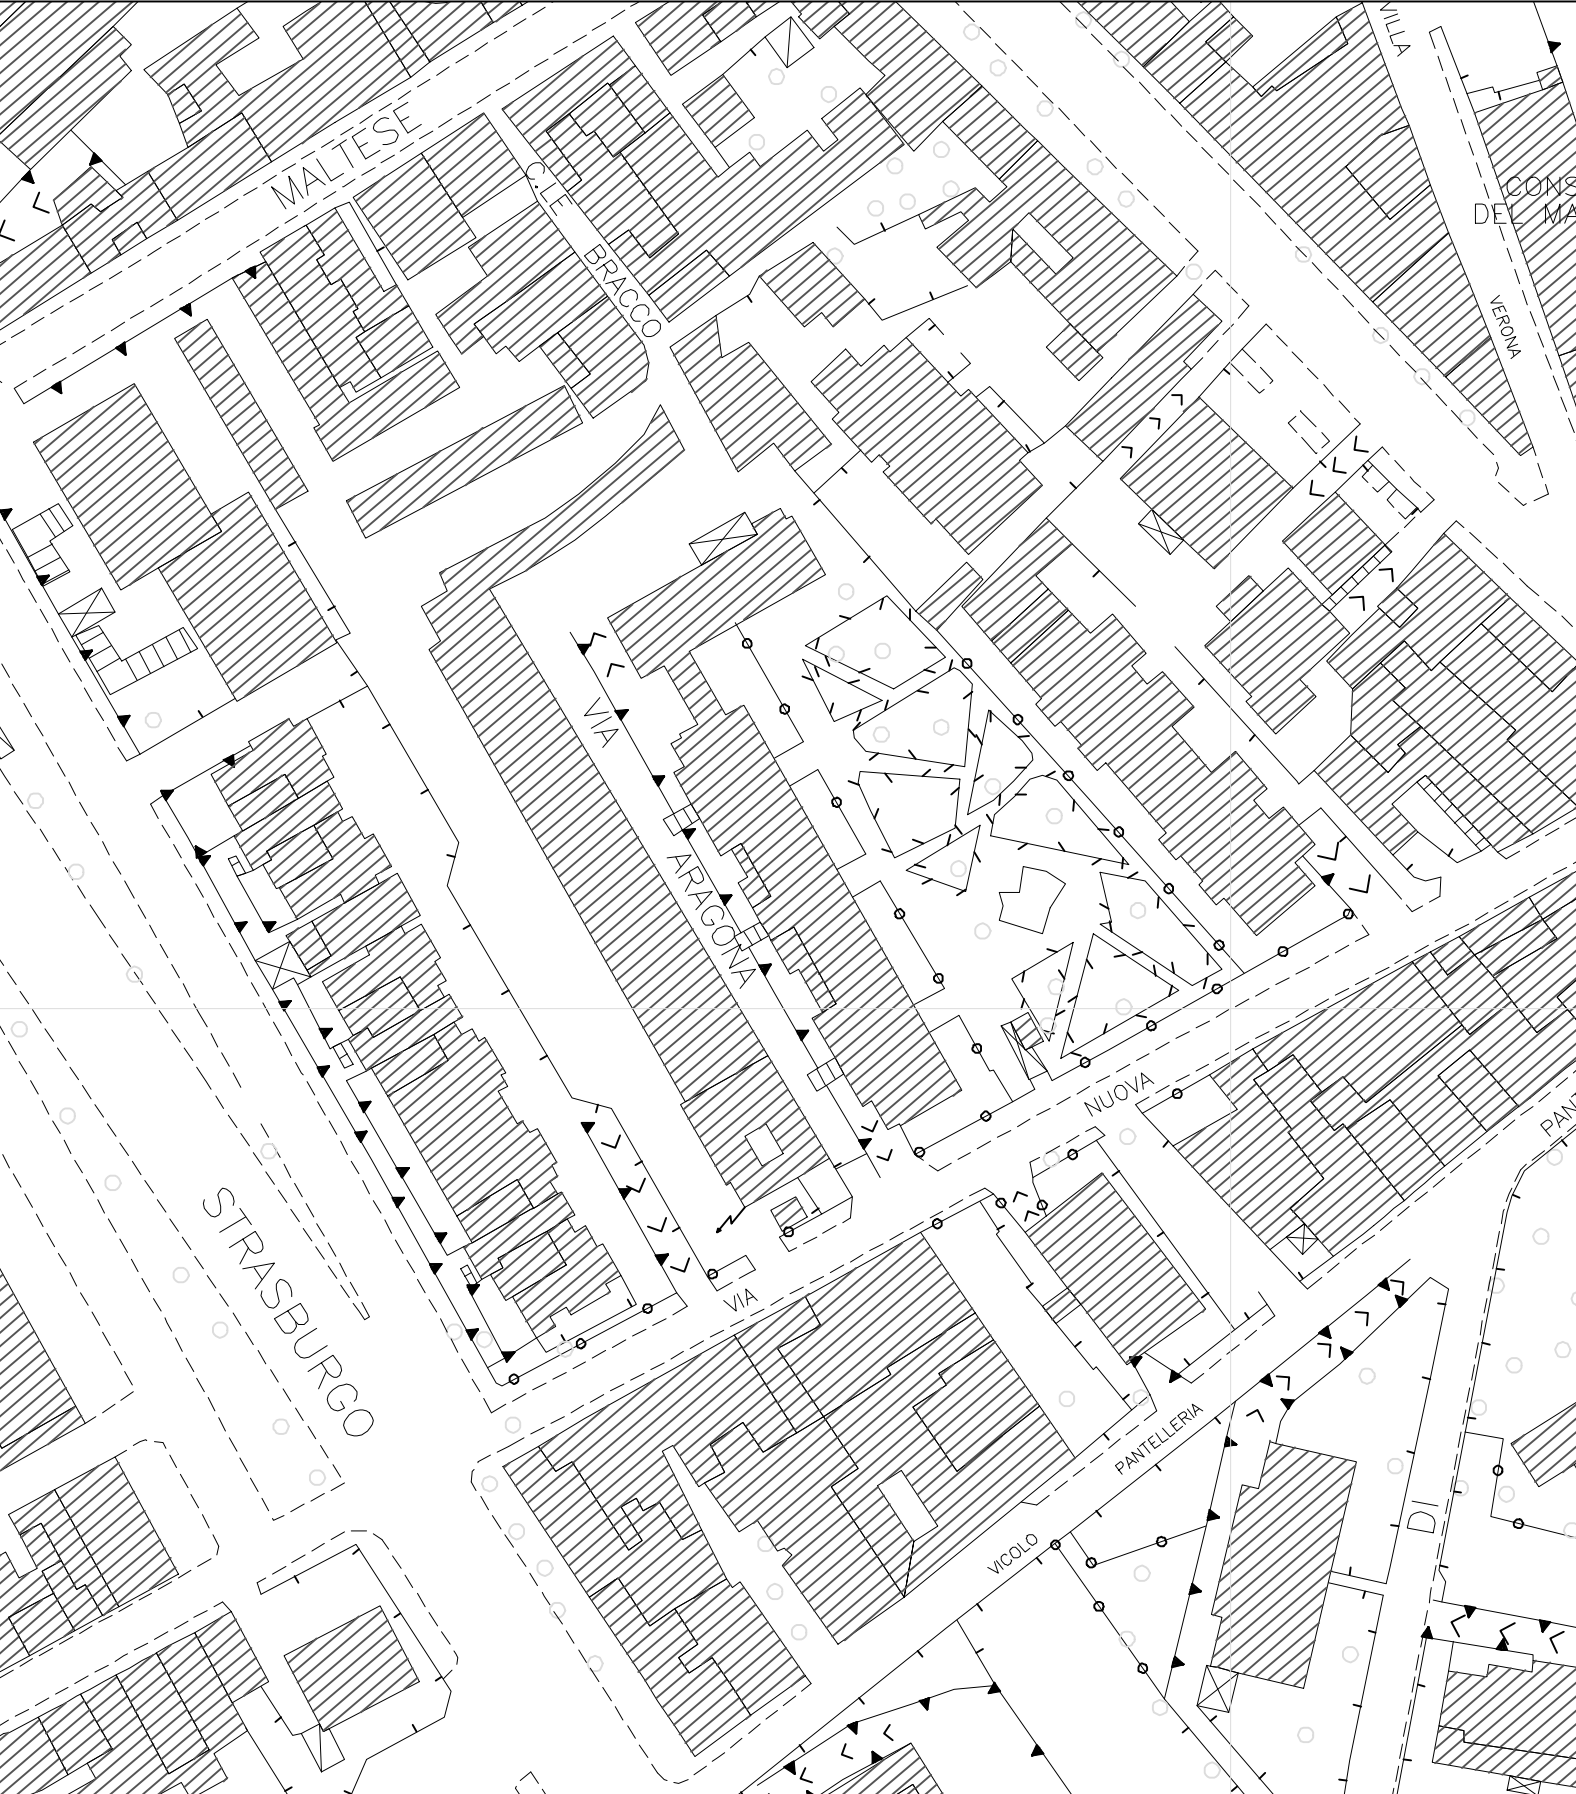 VILLA
MALTESE
C.LE BRACCO
CONS
DEL MA
VERONA
VIA ARAGONA
STRASBURGO
VIA NUOVA
PANT
VICOLO PANTELLERIA
DI